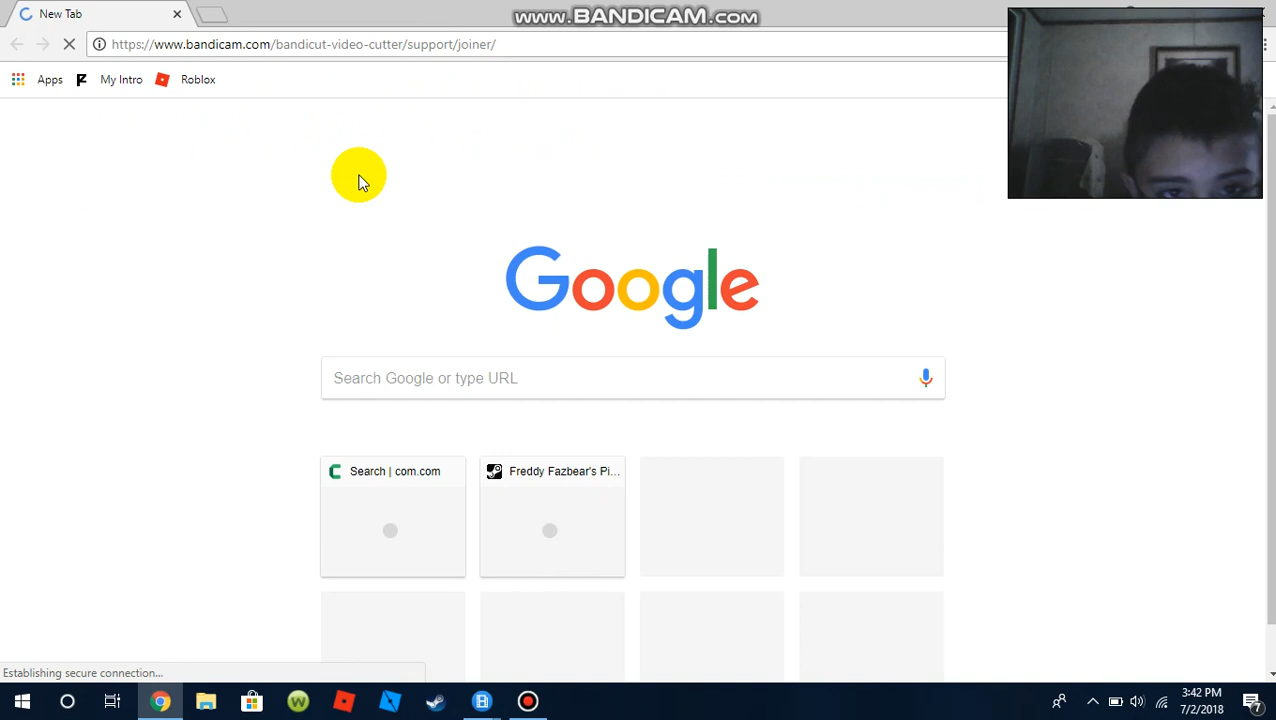 www.BANDICAM.com
New Tab
https://www.bandicam.com/bandicut-video-cutter/support/joiner/
Apps
My Intro
Roblox
Google
Search Google or type URL
Search | com.com
Freddy Fazbear's Pi...
Establishing secure connection...
3:42 PM
7/2/2018
7